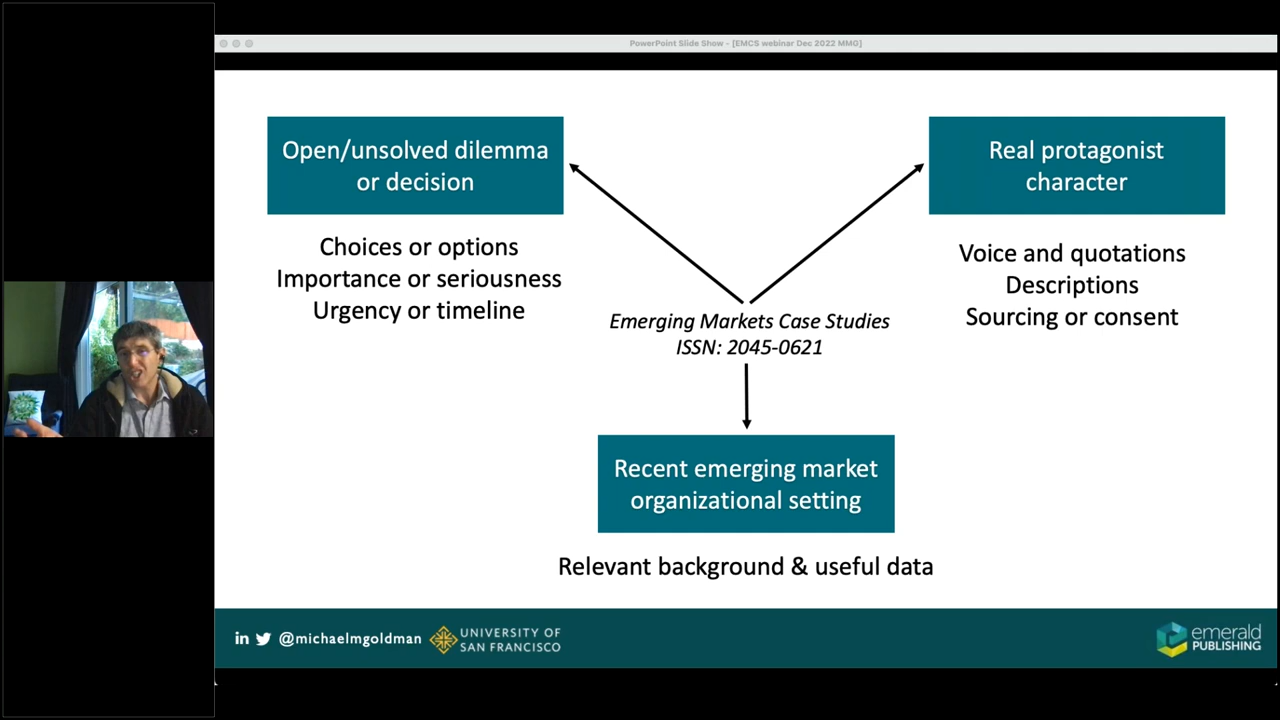 PowerPoint Slide Show - [EMCS webinar Dec 2022 MMG]
Open/unsolved dilemma
or decision
Choices or options
Importance or seriousness
Urgency or timeline
Real protagonist
character
Voice and quotations
Descriptions
Sourcing or consent
Emerging Markets Case Studies
ISSN: 2045-0621
Recent emerging market
organizational setting
Relevant background & useful data
in @michaelmgoldman
UNIVERSITY OF
SAN FRANCISCO
emerald
PUBLISHING